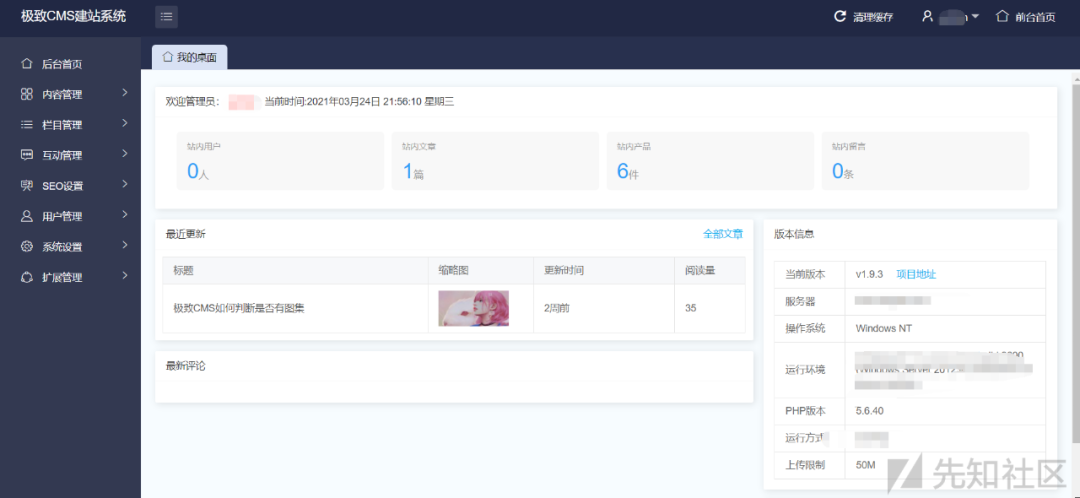 极致CMS建站系统
清理缓存
前台首页
后台首页
内容管理
栏目管理
互动管理
SEO设置
用户管理
系统设置
扩展管理
我的桌面
欢迎管理员： 当前时间:2021年03月24日 21:56:10 星期三
站内用户
0人
站内文章
1篇
站内产品
6件
站内留言
0条
最近更新
全部文章
标题
缩略图
更新时间
阅读量
极致CMS如何判断是否有图集
2周前
35
最新评论
版本信息
当前版本
v1.9.3 项目地址
服务器
操作系统
Windows NT
运行环境
(Windows Server 2012
PHP版本
5.6.40
运行方式
上传限制
50M
先知社区